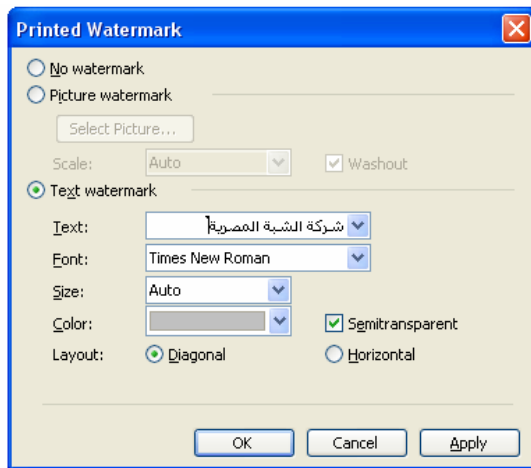 Printed Watermark
No watermark
Picture watermark
Select Picture...
Scale: Auto Washout
Text watermark
Text: شركة الشبة المصرية
Font: Times New Roman
Size: Auto
Color: Semitransparent
Layout: Diagonal Horizontal
OK Cancel Apply